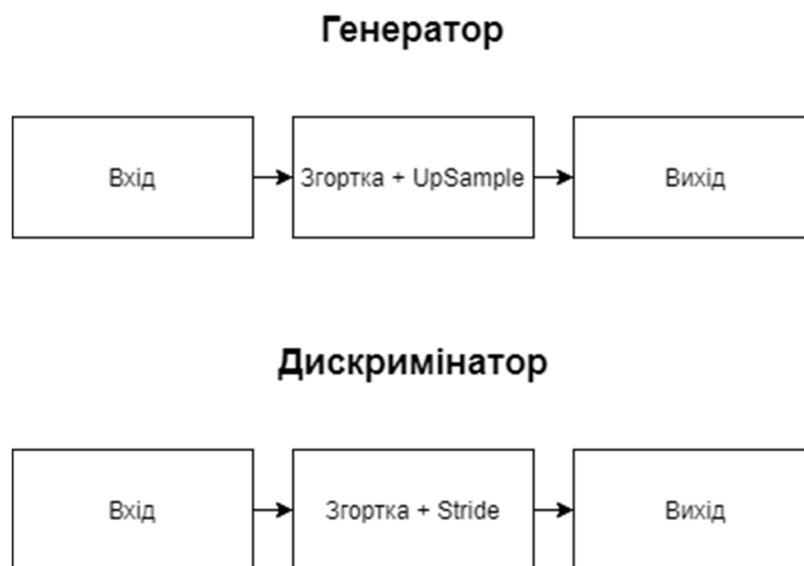 Генератор
Вхід
Згортка + UpSample
Вихід
Дискримінатор
Вхід
Згортка + Stride
Вихід